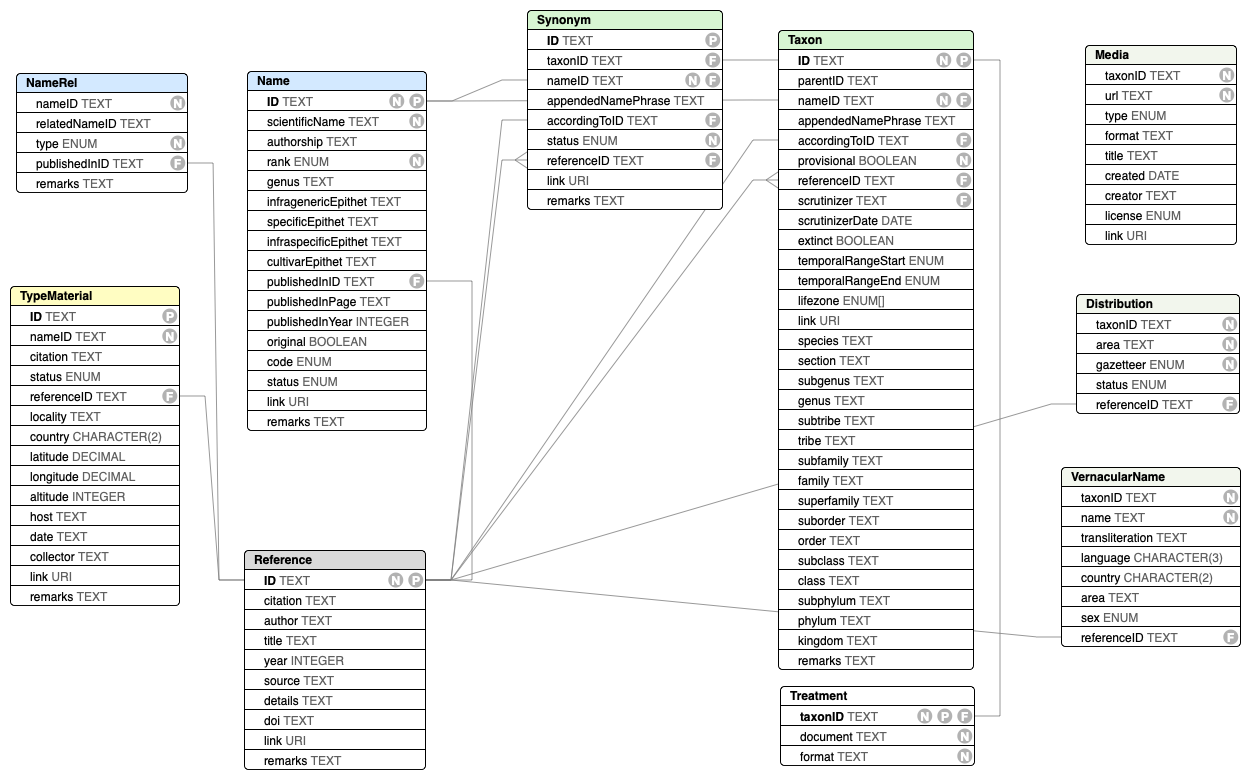 NameRel
nameID TEXT N
relatedNameID TEXT
type ENUM N
publishedInID TEXT F
remarks TEXT
TypeMaterial
ID TEXT P
nameID TEXT N
citation TEXT
status ENUM
referenceID TEXT F
locality TEXT
country CHARACTER(2)
latitude DECIMAL
longitude DECIMAL
altitude INTEGER
host TEXT
date TEXT
collector TEXT
link URI
remarks TEXT
Name
ID TEXT N P
scientificName TEXT N
authorship TEXT
rank ENUM N
genus TEXT
infragenericEpithet TEXT
specificEpithet TEXT
infraspecificEpithet TEXT
cultivarEpithet TEXT
publishedInID TEXT F
publishedInPage TEXT
publishedInYear INTEGER
original BOOLEAN
code ENUM
status ENUM
link URI
remarks TEXT
Reference
ID TEXT N P
citation TEXT
author TEXT
title TEXT
year INTEGER
source TEXT
details TEXT
doi TEXT
link URI
remarks TEXT
Synonym
ID TEXT P
taxonID TEXT F
nameID TEXT N F
appendedNamePhrase TEXT
accordingToID TEXT F
status ENUM N
referenceID TEXT F
link URI
remarks TEXT
Taxon
ID TEXT N P
parentID TEXT
nameID TEXT N F
appendedNamePhrase TEXT
accordingToID TEXT F
provisional BOOLEAN N
referenceID TEXT F
scrutinizer TEXT F
scrutinizerDate DATE
extinct BOOLEAN
temporalRangeStart ENUM
temporalRangeEnd ENUM
lifezone ENUM[]
link URI
species TEXT
section TEXT
subgenus TEXT
genus TEXT
subtribe TEXT
tribe TEXT
subfamily TEXT
family TEXT
superfamily TEXT
suborder TEXT
order TEXT
subclass TEXT
class TEXT
subphylum TEXT
phylum TEXT
kingdom TEXT
remarks TEXT
Treatment
taxonID TEXT N P F
document TEXT N
format TEXT N
Media
taxonID TEXT N
url TEXT N
type ENUM
format TEXT
title TEXT
created DATE
creator TEXT
license ENUM
link URI
Distribution
taxonID TEXT N
area TEXT N
gazetteer ENUM N
status ENUM
referenceID TEXT F
VernacularName
taxonID TEXT N
name TEXT N
transliteration TEXT
language CHARACTER(3)
country CHARACTER(2)
area TEXT
sex ENUM
referenceID TEXT F